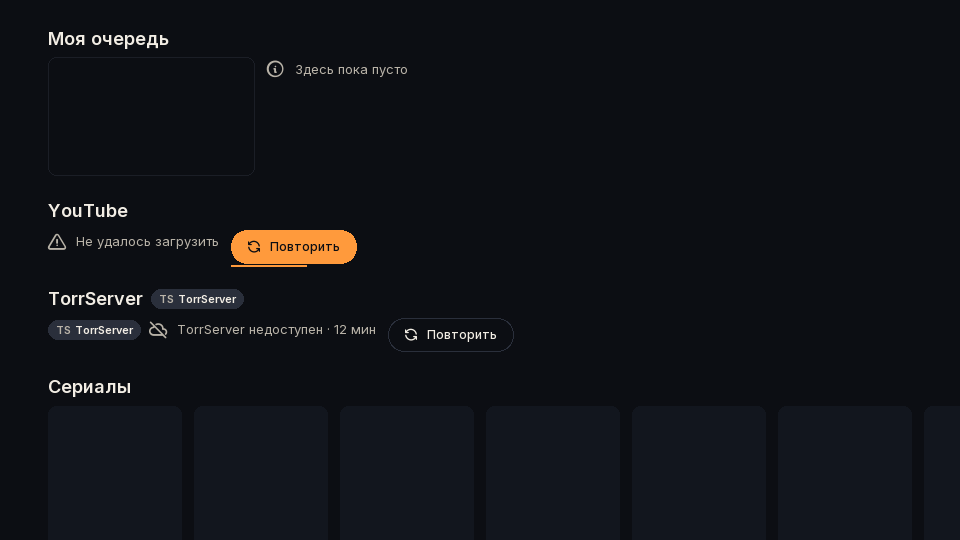 Моя очередь
Здесь пока пусто
YouTube
Не удалось загрузить Повторить
TorrServer TS TorrServer
TS TorrServer TorrServer недоступен · 12 мин Повторить
Сериалы